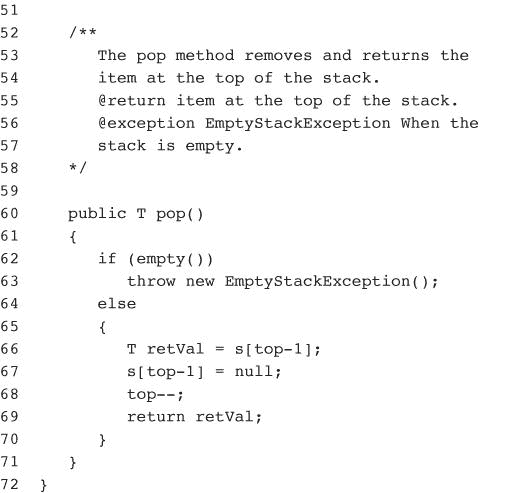 51
52     /**
53        The pop method removes and returns the
54        item at the top of the stack.
55        @return item at the top of the stack.
56        @exception EmptyStackException When the
57        stack is empty.
58     */
59
60     public T pop()
61     {
62        if (empty())
63           throw new EmptyStackException();
64        else
65        {
66           T retVal = s[top-1];
67           s[top-1] = null;
68           top--;
69           return retVal;
70        }
71     }
72  }